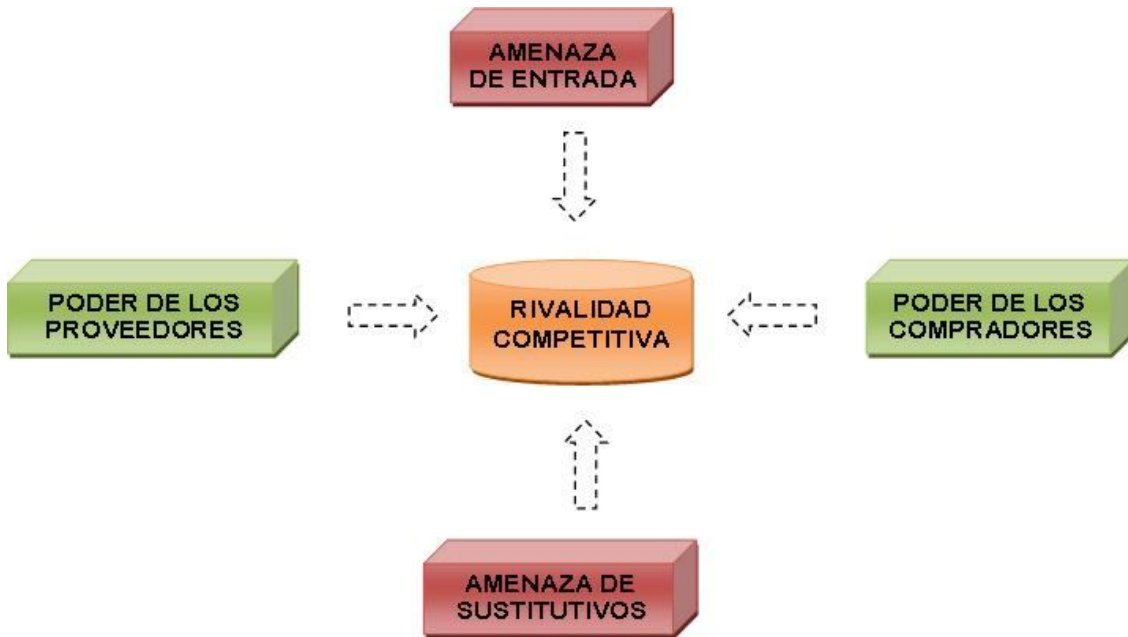 AMENAZA
DE ENTRADA
PODER DE LOS
PROVEEDORES
RIVALIDAD
COMPETITIVA
PODER DE LOS
COMPRADORES
AMENAZA DE
SUSTITUTIVOS